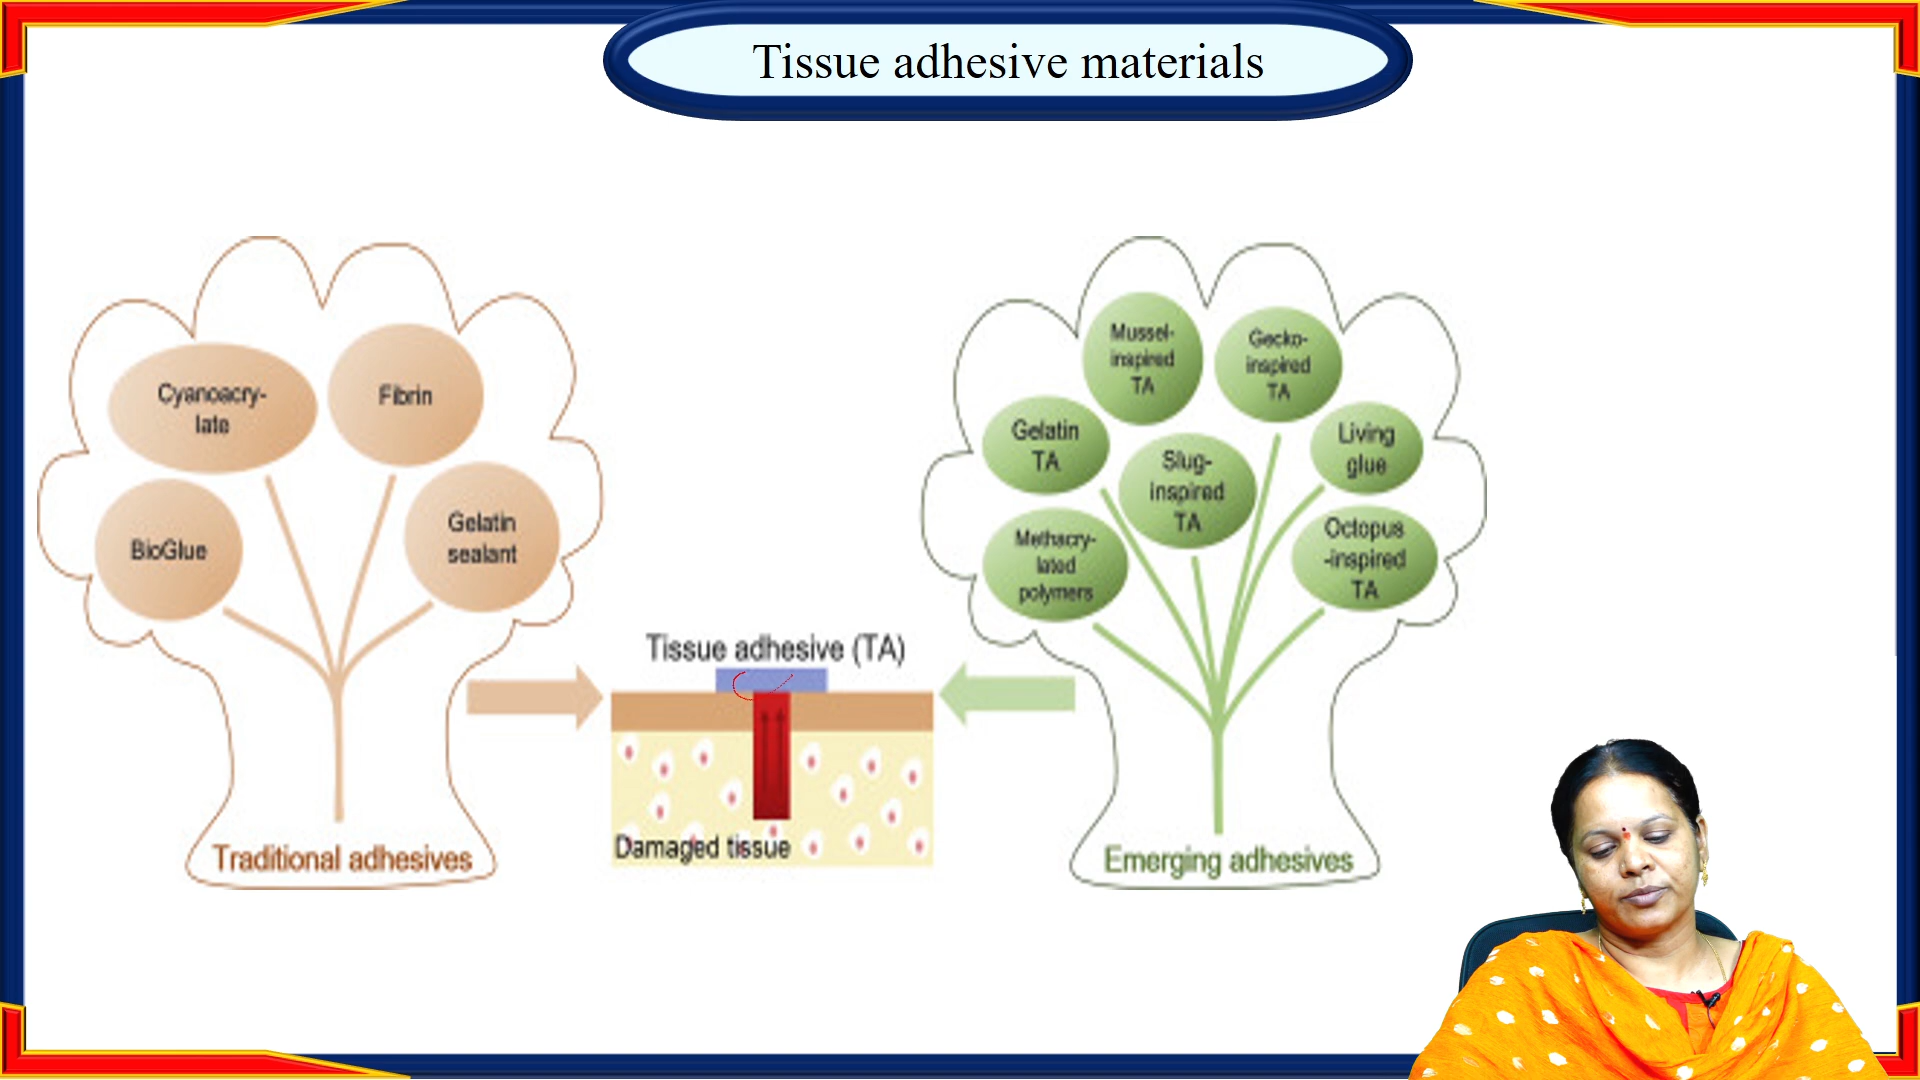 Tissue adhesive materials
Cyanoacry-
late
Fibrin
BioGlue
Gelatin
sealant
Traditional adhesives
Tissue adhesive (TA)
Damaged tissue
Mussel-
inspired
TA
Gecko-
inspired
TA
Gelatin
TA
Slug-
inspired
TA
Living
glue
Methacry-
lated
polymers
Octopus
-inspired
TA
Emerging adhesives